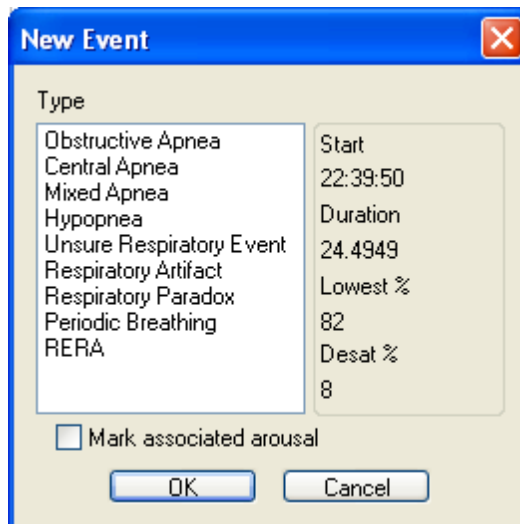 New Event
Type
Obstructive Apnea
Central Apnea
Mixed Apnea
Hypopnea
Unsure Respiratory Event
Respiratory Artifact
Respiratory Paradox
Periodic Breathing
RERA
Start
22:39:50
Duration
24.4949
Lowest %
82
Desat %
8
Mark associated arousal
OK
Cancel